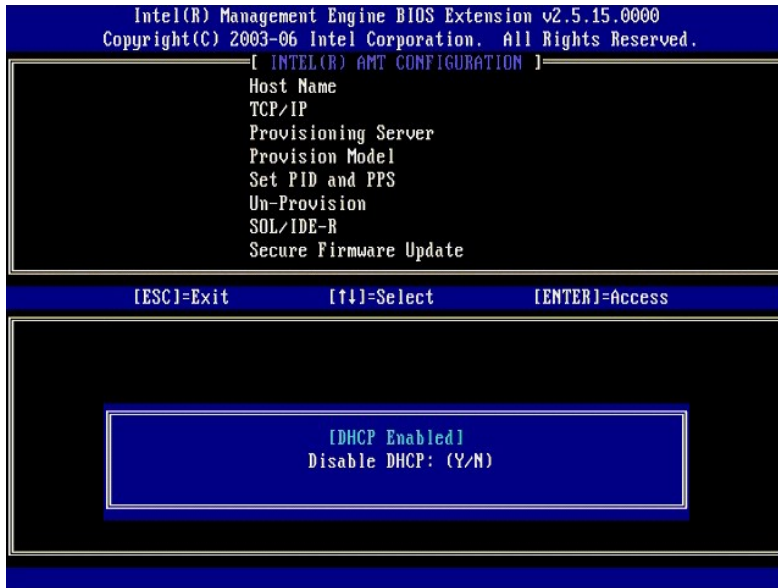 Intel(R) Management Engine BIOS Extension v2.5.15.0000
Copyright(C) 2003-06 Intel Corporation. All Rights Reserved.
[ INTEL(R) AMT CONFIGURATION ]
Host Name
TCP/IP
Provisioning Server
Provision Model
Set PID and PPS
Un-Provision
SOL/IDE-R
Secure Firmware Update
[ESC]=Exit [↑↓]=Select [ENTER]=Access
[DHCP Enabled]
Disable DHCP: (Y/N)